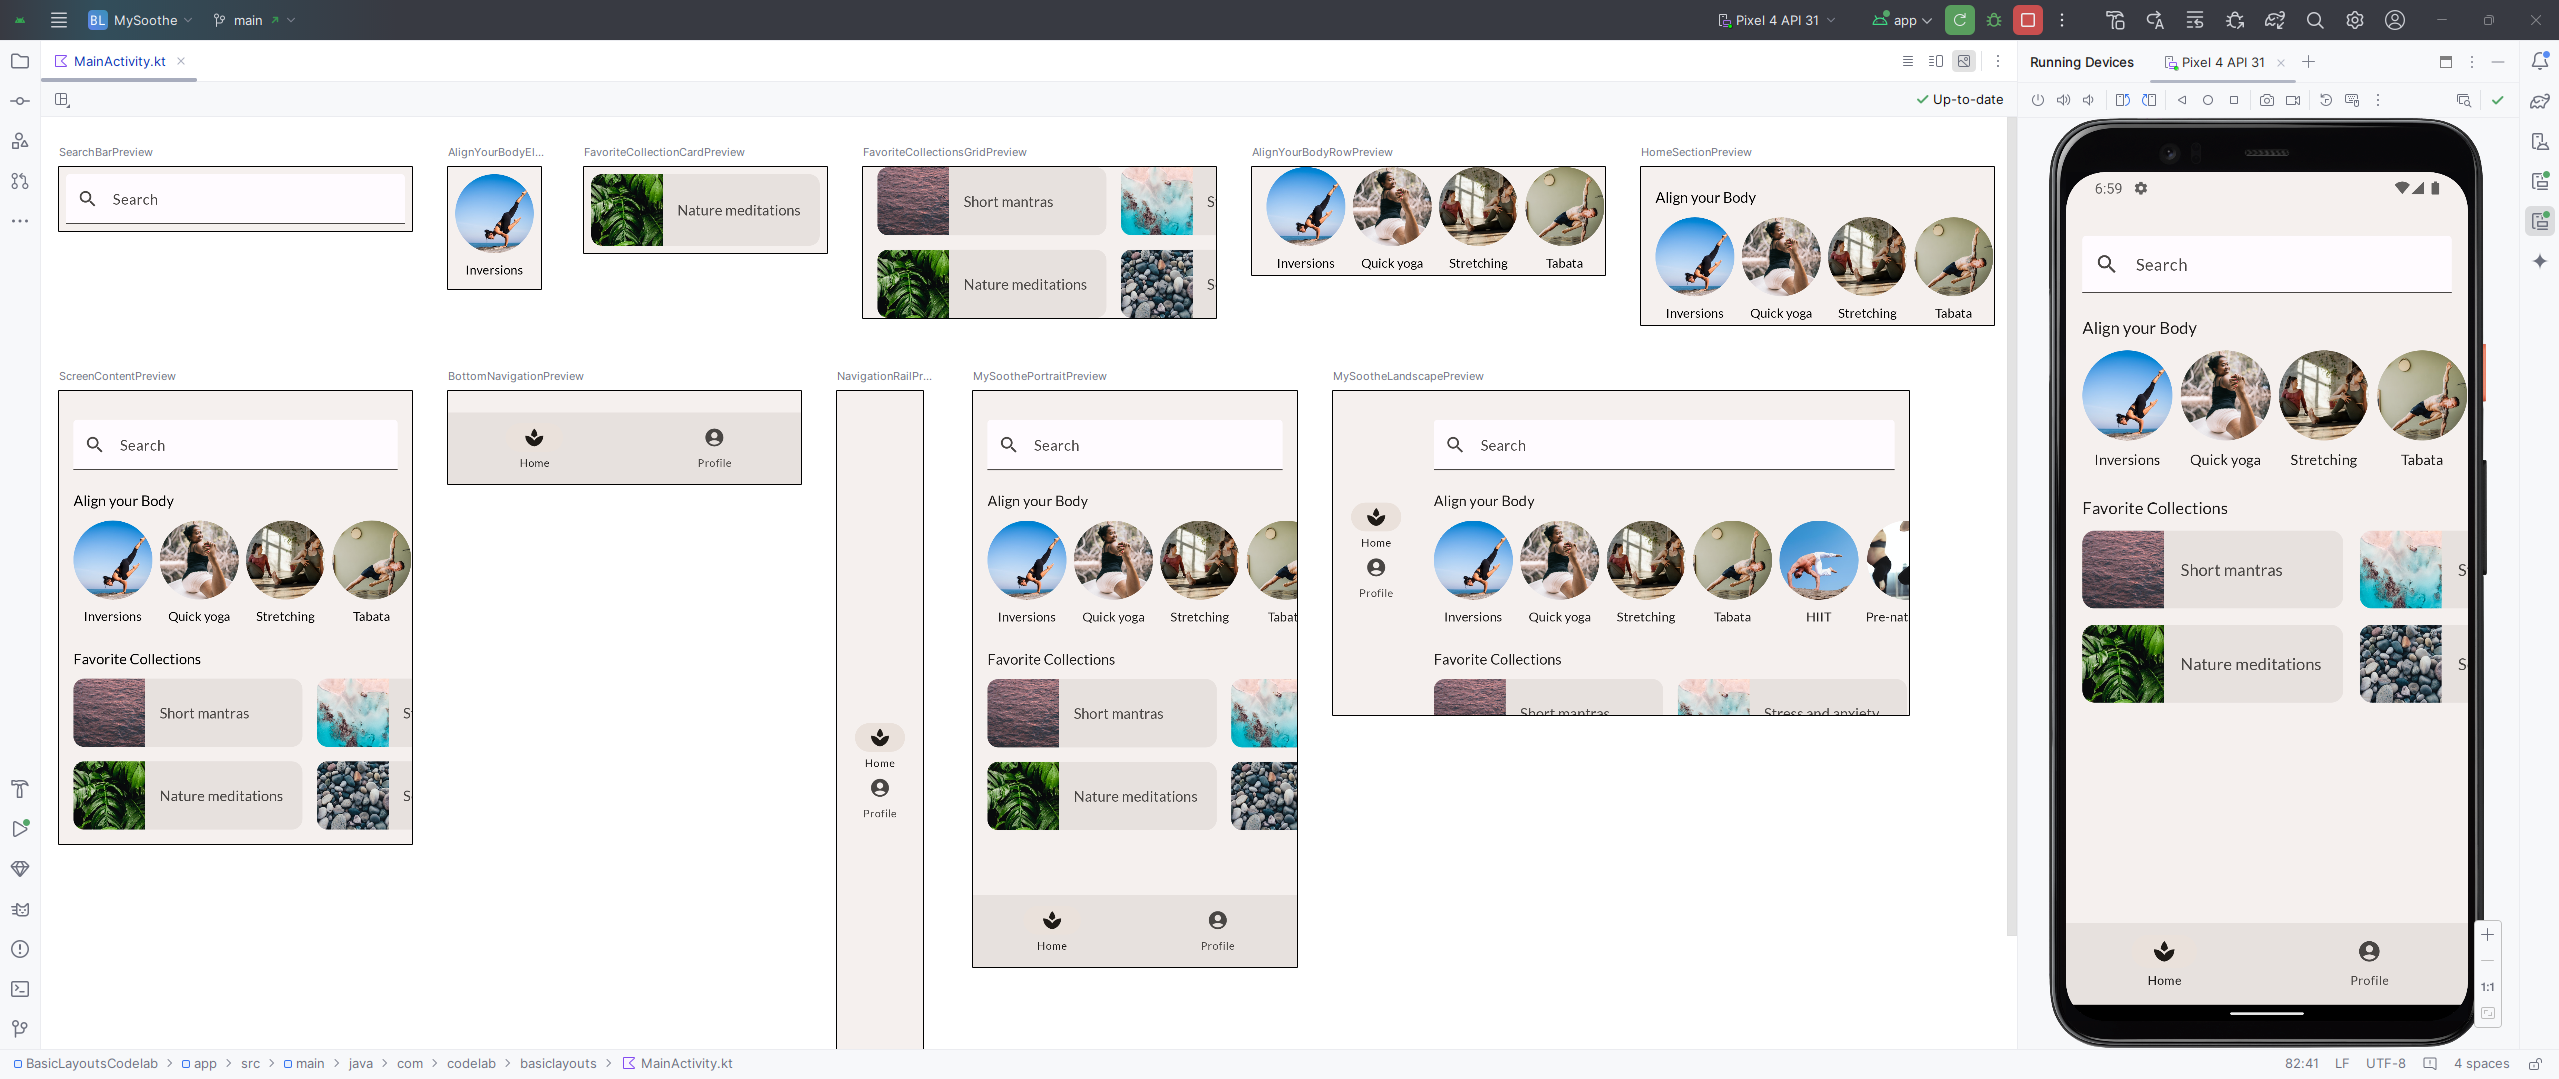 BL MySoothe main Pixel 4 API 31 app
MainActivity.kt
Running Devices Pixel 4 API 31
Up-to-date
SearchBarPreview
Search
AlignYourBodyEl...
Inversions
FavoriteCollectionCardPreview
Nature meditations
FavoriteCollectionsGridPreview
Short mantras S
Nature meditations S
AlignYourBodyRowPreview
Inversions Quick yoga Stretching Tabata
HomeSectionPreview
Align your Body
Inversions Quick yoga Stretching Tabata
ScreenContentPreview
Search
Align your Body
Inversions Quick yoga Stretching Tabata
Favorite Collections
Short mantras S
Nature meditations S
BottomNavigationPreview
Home Profile
NavigationRailPr...
Home
Profile
MySoothePortraitPreview
Search
Align your Body
Inversions Quick yoga Stretching Tabat
Favorite Collections
Short mantras
Nature meditations
Home Profile
MySootheLandscapePreview
Search
Align your Body
Home
Profile
Inversions Quick yoga Stretching Tabata HIIT Pre-nat
Favorite Collections
Short mantras Stress and anxiety
6:59
Search
Align your Body
Inversions Quick yoga Stretching Tabata
Favorite Collections
Short mantras S
Nature meditations S
Home Profile
1:1
BasicLayoutsCodelab > app > src > main > java > com > codelab > basiclayouts > MainActivity.kt
82:41 LF UTF-8 4 spaces